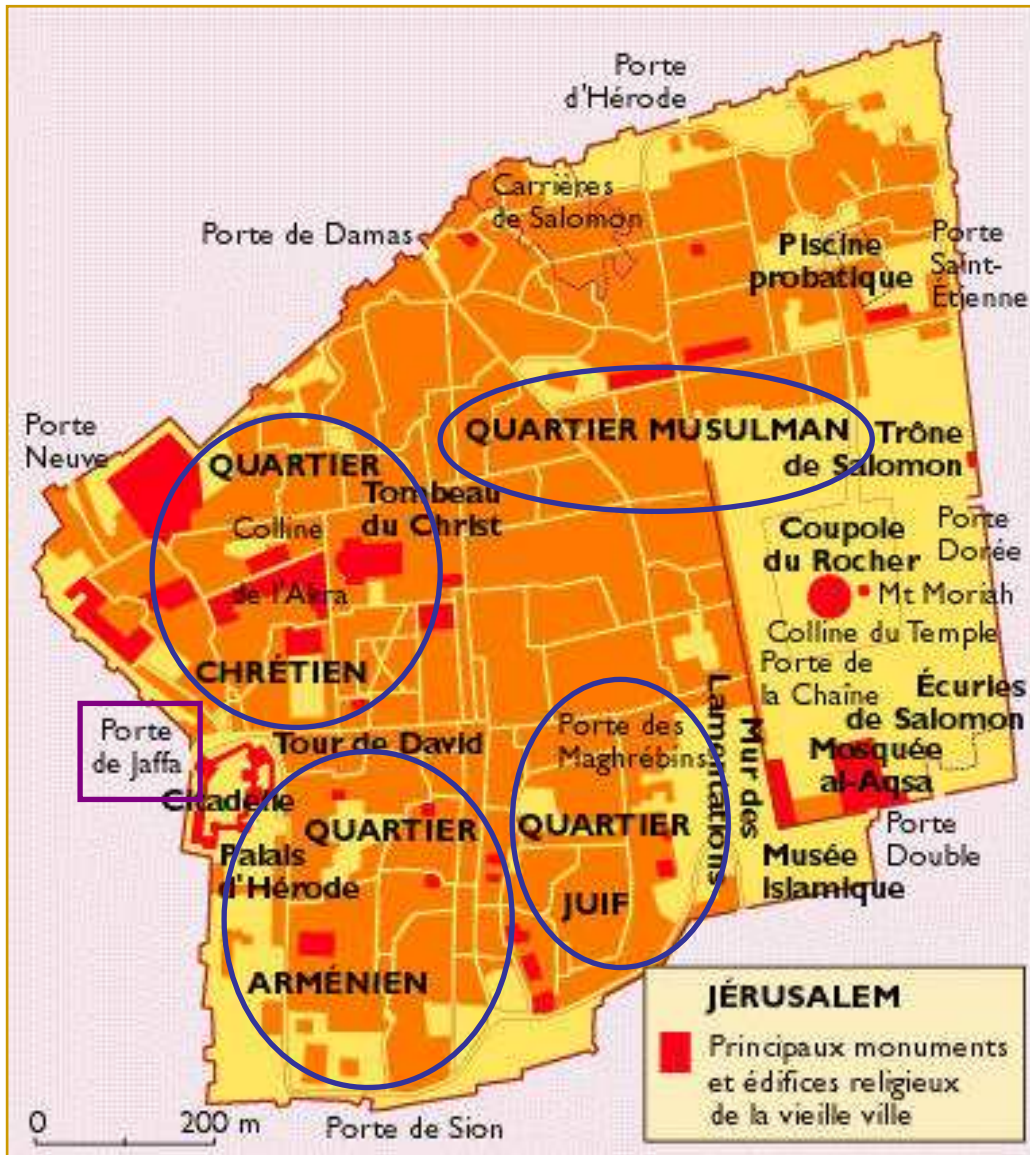 Porte
d'Hérode
Carrières
de Salomon
Porte de Damas
Piscine
probatique
Porte
Saint-
Étienne
Porte
Neuve
QUARTIER MUSULMAN
Trône
de Salomon
QUARTIER
Tombeau
du Christ
Colline
de l'Akra
CHRÉTIEN
Coupole
du Rocher
Porte
Dorée
Mt Moriah
Colline du Temple
Porte de
la Chaîne
Écuries
de Salomon
Mosquée
al-Aqsa
Porte
de Jaffa
Tour de David
Citadelle
Porte des
Maghrébins
Mur des
Lamentations
QUARTIER
ARMÉNIEN
Palais
d'Hérode
QUARTIER
JUIF
Musée
Islamique
Porte
Double
Porte de Sion
0 200 m
JÉRUSALEM
Principaux monuments
et édifices religieux
de la vieille ville